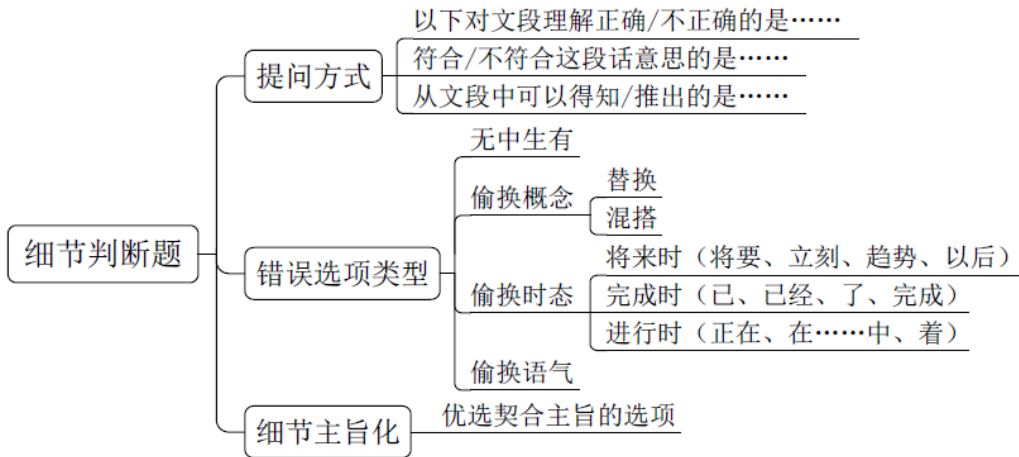 以下对文段理解正确/不正确的是……
提问方式
符合/不符合这段话意思的是……
从文段中可以得知/推出的是……
无中生有
偷换概念
替换
混搭
细节判断题
错误选项类型
偷换时态
将来时（将要、立刻、趋势、以后）
完成时（已、已经、了、完成）
进行时（正在、在……中、着）
偷换语气
细节主旨化
优选契合主旨的选项